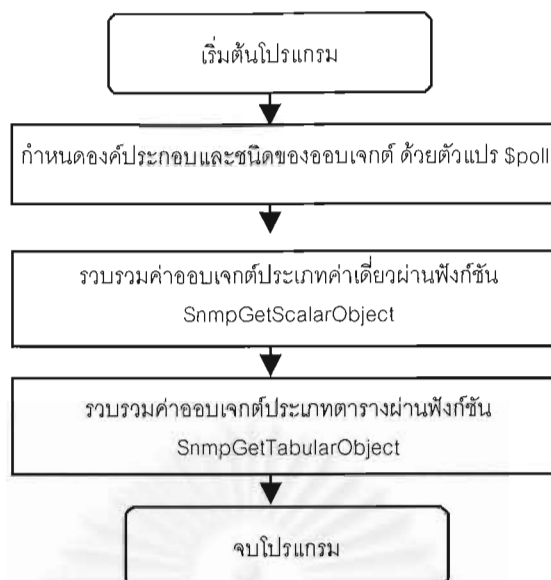 เริ่มต้นโปรแกรม
กำหนดองค์ประกอบและชนิดของออบเจกต์ ด้วยตัวแปร $poll
รวบรวมค่าออบเจกต์ประเภทค่าเดี่ยวผ่านฟังก์ชัน
SnmpGetScalarObject
รวบรวมค่าออบเจกต์ประเภทตารางผ่านฟังก์ชัน
SnmpGetTabularObject
จบโปรแกรม